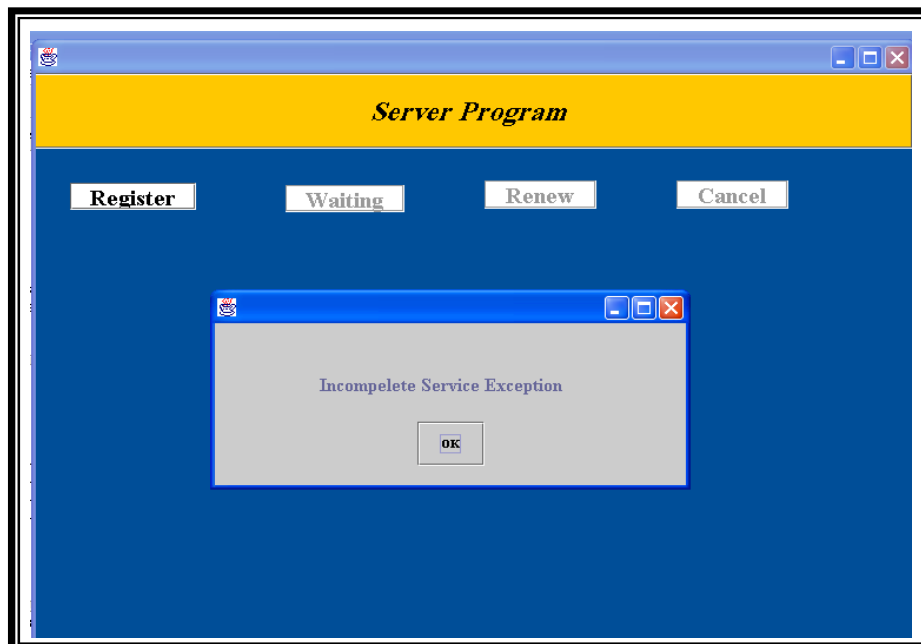 Server Program
Register Waiting Renew Cancel
Incompelete Service Exception
OK